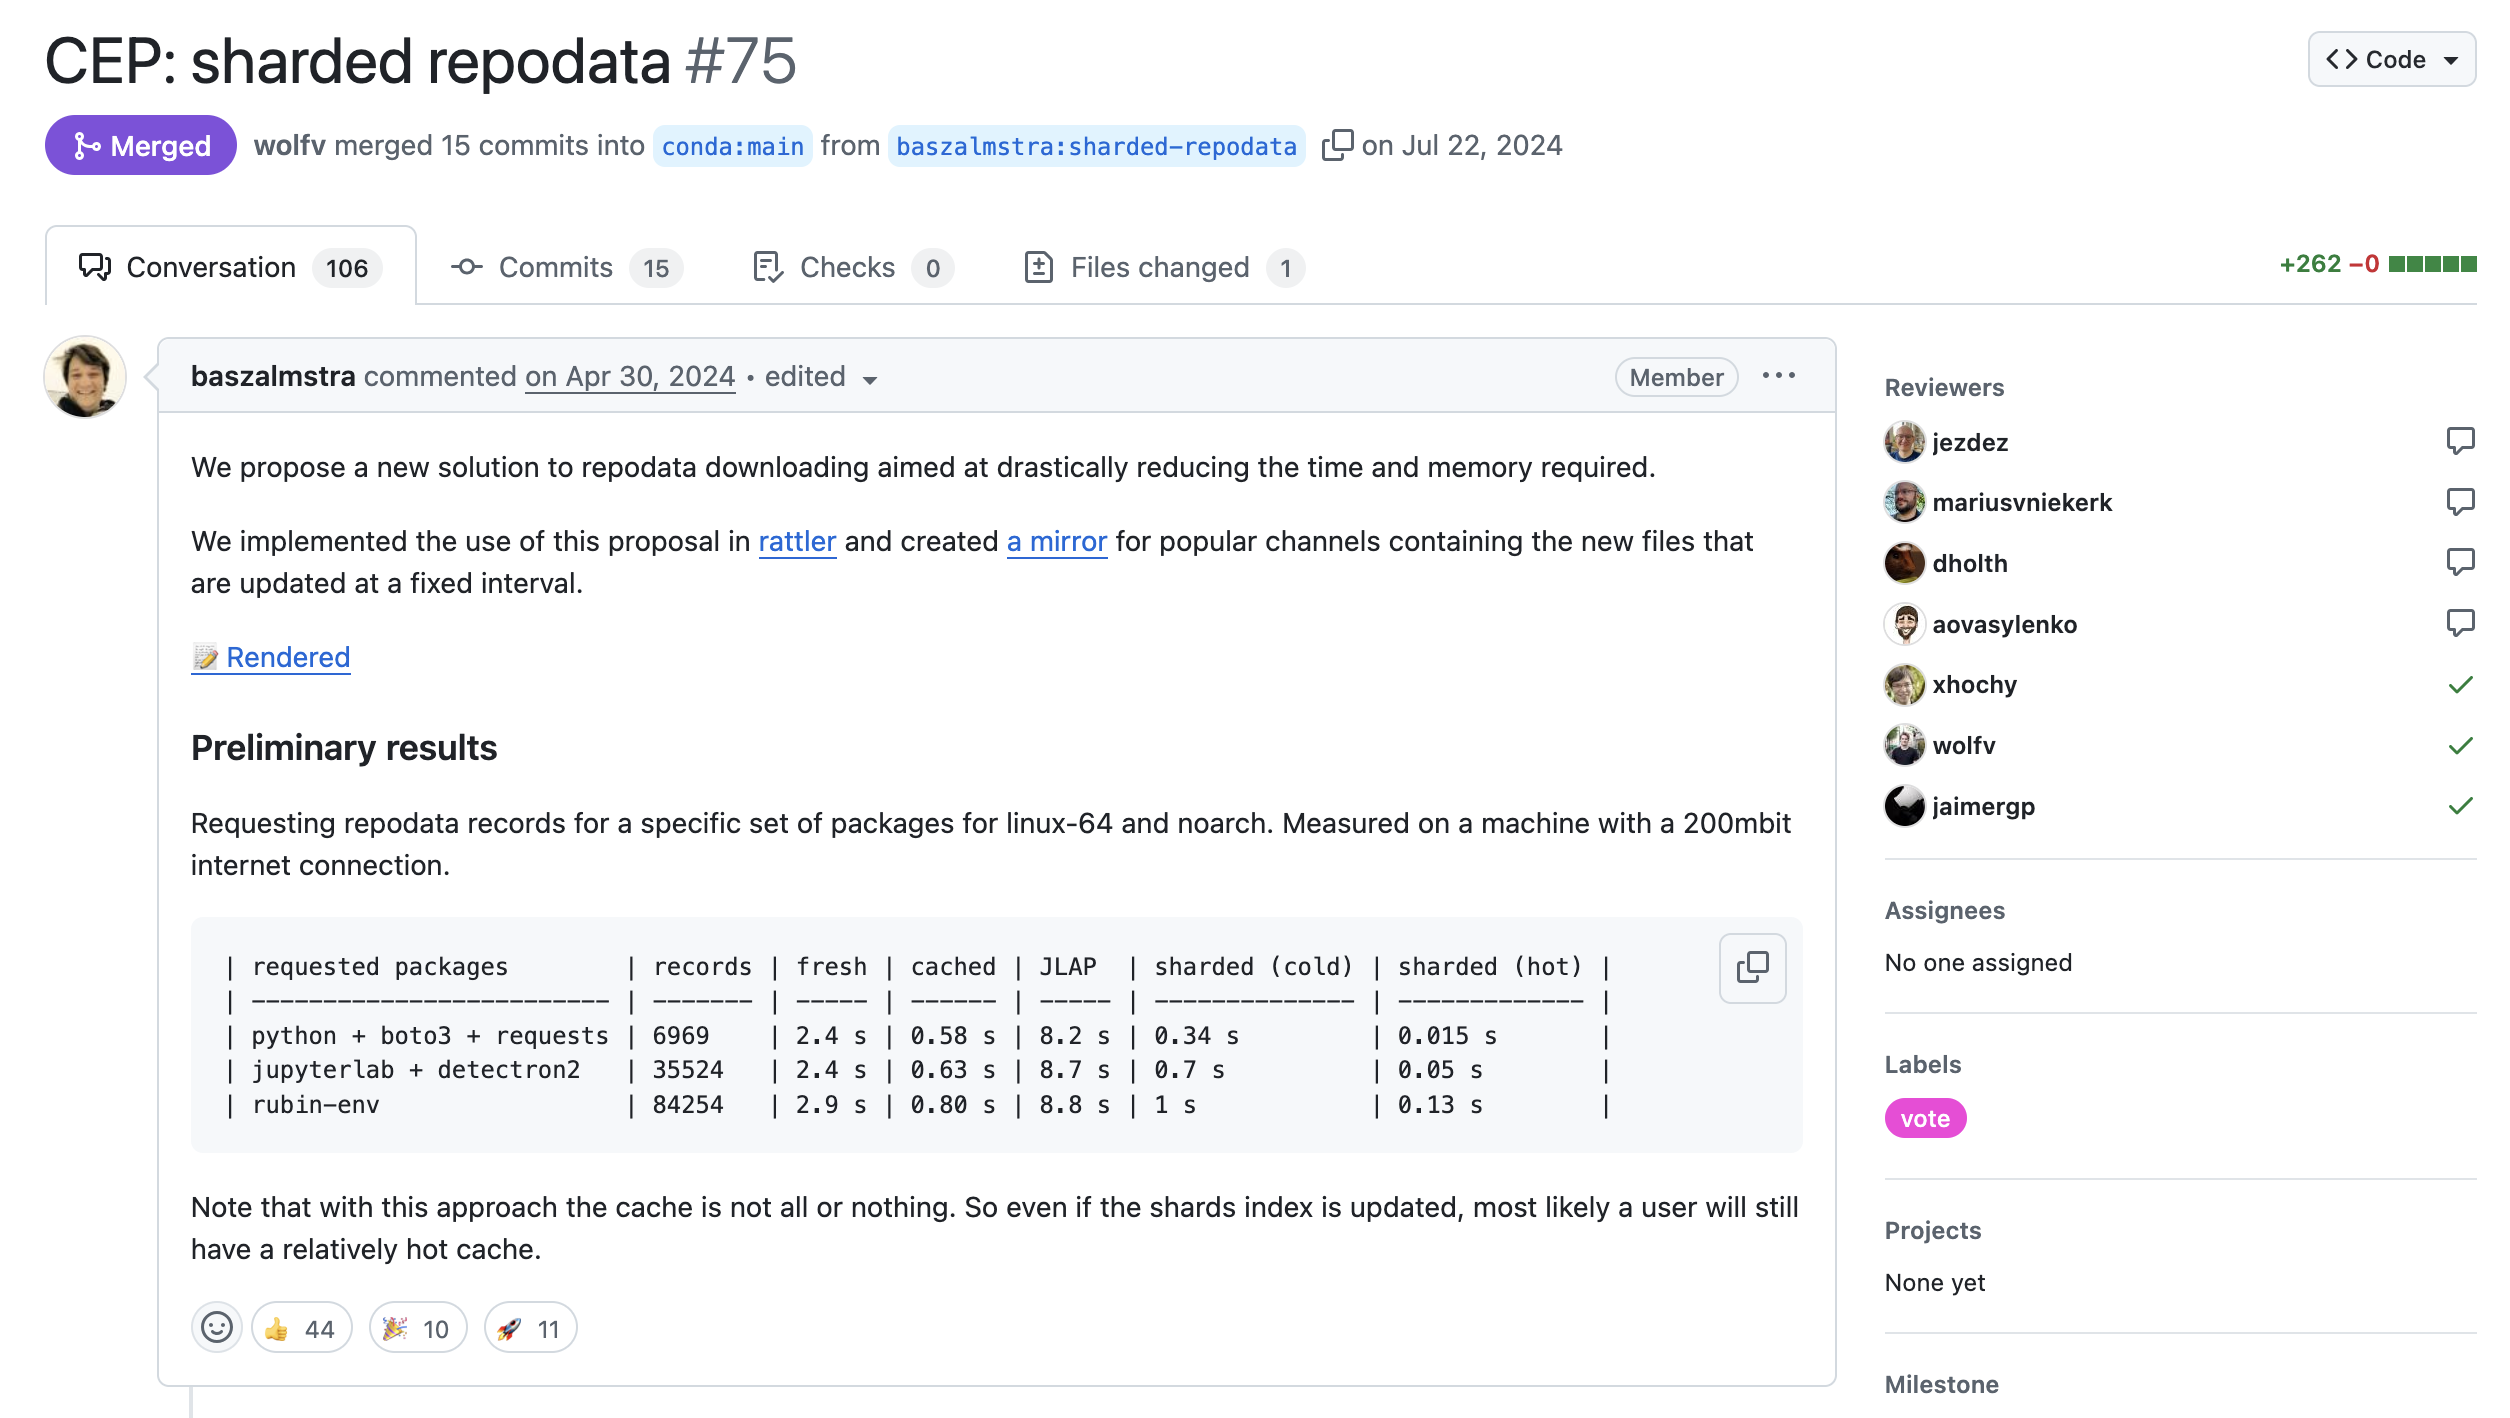 CEP: sharded repodata #75
Code
Merged wolfv merged 15 commits into conda:main from baszalmstra:sharded-repodata on Jul 22, 2024
Conversation 106 Commits 15 Checks 0 Files changed 1
+262 −0
baszalmstra commented on Apr 30, 2024 • edited
Member
We propose a new solution to repodata downloading aimed at drastically reducing the time and memory required.
We implemented the use of this proposal in rattler and created a mirror for popular channels containing the new files that
are updated at a fixed interval.
📝 Rendered
Preliminary results
Requesting repodata records for a specific set of packages for linux-64 and noarch. Measured on a machine with a 200mbit
internet connection.
| requested packages        | records | fresh | cached | JLAP  | sharded (cold) | sharded (hot) |
| ------------------------- | ------- | ----- | ------ | ----- | -------------- | ------------- |
| python + boto3 + requests | 6969    | 2.4 s | 0.58 s | 8.2 s | 0.34 s         | 0.015 s       |
| jupyterlab + detectron2   | 35524   | 2.4 s | 0.63 s | 8.7 s | 0.7 s          | 0.05 s        |
| rubin-env                 | 84254   | 2.9 s | 0.80 s | 8.8 s | 1 s            | 0.13 s        |
Note that with this approach the cache is not all or nothing. So even if the shards index is updated, most likely a user will still
have a relatively hot cache.
👍 44 🎉 10 🚀 11
Reviewers
jezdez
mariusvniekerk
dholth
aovasylenko
xhochy
wolfv
jaimergp
Assignees
No one assigned
Labels
vote
Projects
None yet
Milestone